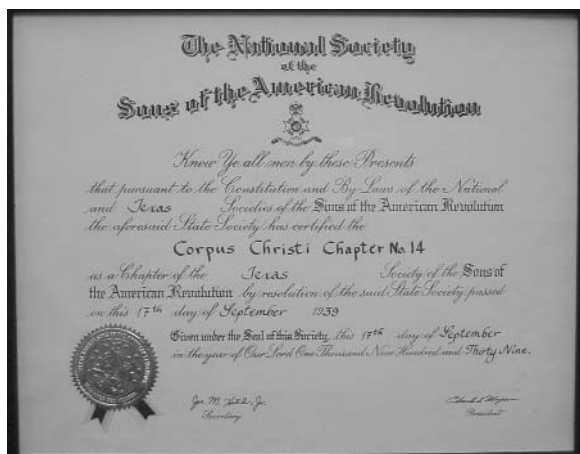 The National Society
of the
Sons of the American Revolution
Know Ye all men by these Presents
that pursuant to the Constitution and By-Laws of the National
and Texas Societies of the Sons of the American Revolution
the aforesaid State Society has certified the
Corpus Christi Chapter No. 14
as a Chapter of the Texas Society of the Sons of
the American Revolution by resolution of the said State Society passed
on this 17th day of September 1939
Given under the Seal of this Society, this 17th day of September
in the year of Our Lord One Thousand Nine Hundred and Thirty Nine.
Secretary
President